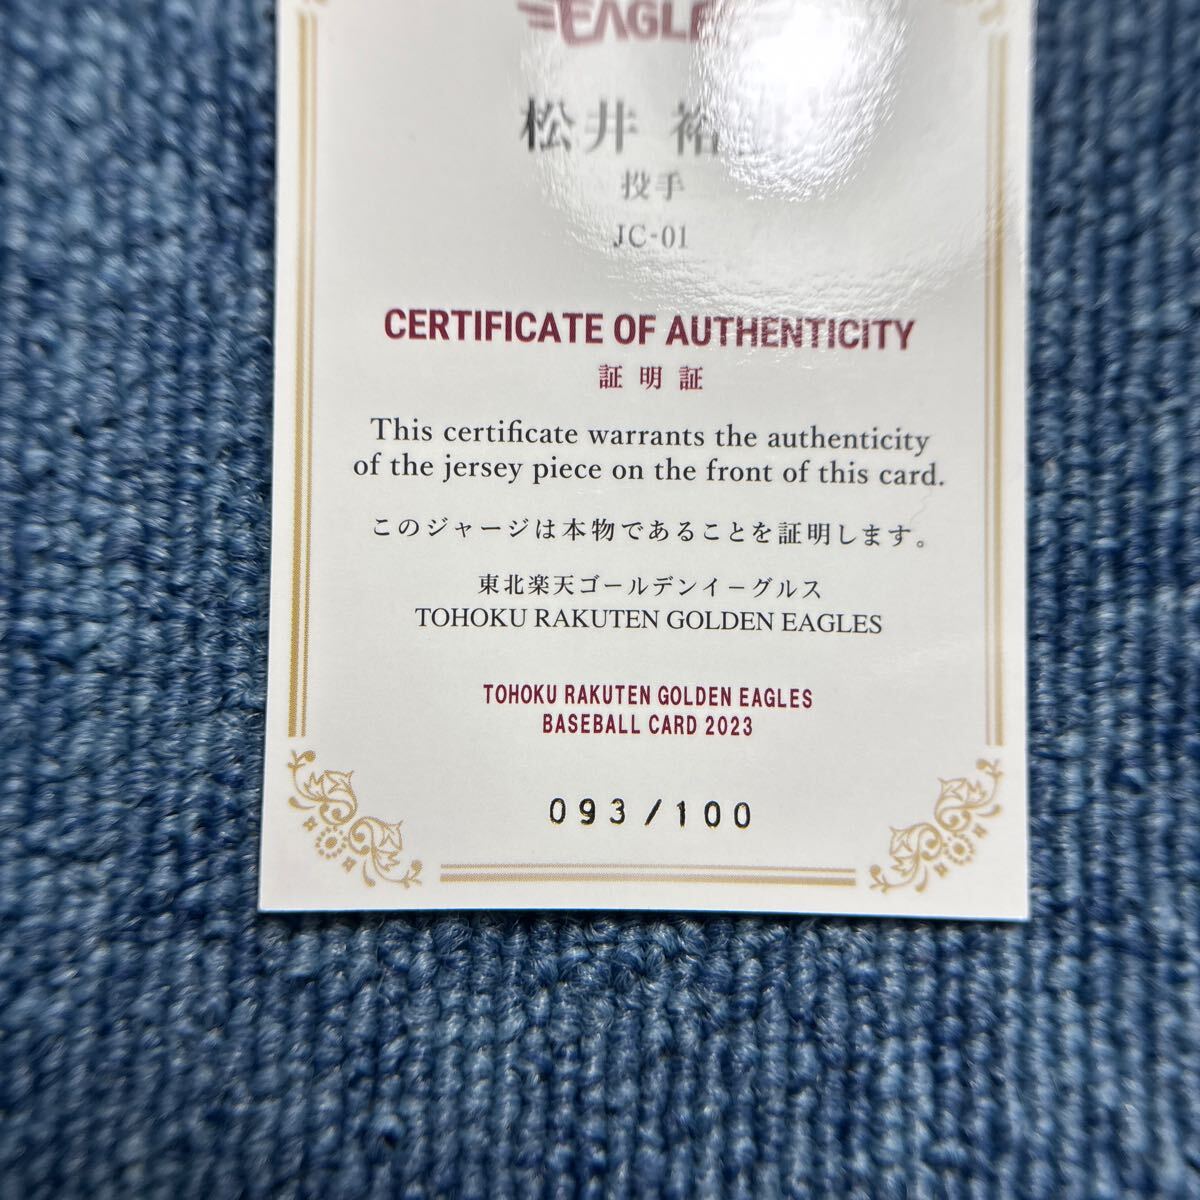 EAGLE
松井 裕
投手
JC-01
CERTIFICATE OF AUTHENTICITY
証明証
This certificate warrants the authenticity
of the jersey piece on the front of this card.
このジャージは本物であることを証明します。
東北楽天ゴールデンイーグルス
TOHOKU RAKUTEN GOLDEN EAGLES
TOHOKU RAKUTEN GOLDEN EAGLES
BASEBALL CARD 2023
093/100